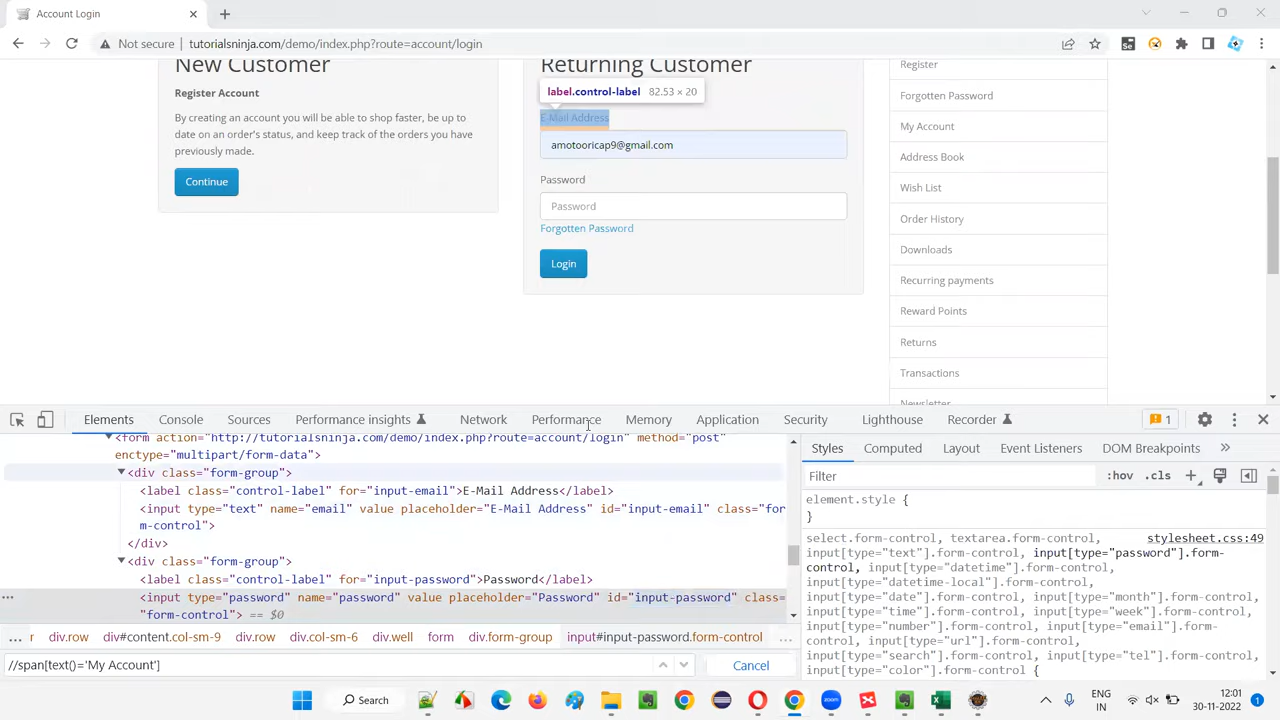 Account Login
Not secure
tutorialsninja.com/demo/index.php?route=account/login
New Customer
Register Account
By creating an account you will be able to shop faster, be up to
date on an order's status, and keep track of the orders you have
previously made.
Continue
Returning Customer
label.control-label 82.53 × 20
E-Mail Address
amotooricap9@gmail.com
Password
Password
Forgotten Password
Login
Register
Forgotten Password
My Account
Address Book
Wish List
Order History
Downloads
Recurring payments
Reward Points
Returns
Transactions
Newsletter
Elements
Console
Sources
Performance insights
Network
Performance
Memory
Application
Security
Lighthouse
Recorder
1
<form action="http://tutorialsninja.com/demo/index.php?route=account/login" method="post"
enctype="multipart/form-data">
<div class="form-group">
<label class="control-label" for="input-email">E-Mail Address</label>
<input type="text" name="email" value placeholder="E-Mail Address" id="input-email" class="for
m-control">
</div>
<div class="form-group">
<label class="control-label" for="input-password">Password</label>
<input type="password" name="password" value placeholder="Password" id="input-password" class=
"form-control"> == $0
... r div.row div#content.col-sm-9 div.row div.col-sm-6 div.well form div.form-group input#input-password.form-control ...
//span[text()='My Account']
Cancel
Styles
Computed
Layout
Event Listeners
DOM Breakpoints
Filter
:hov .cls
element.style {
}
select.form-control, textarea.form-control, stylesheet.css:49
input[type="text"].form-control, input[type="password"].form-
control, input[type="datetime"].form-control,
input[type="datetime-local"].form-control,
input[type="date"].form-control, input[type="month"].form-control,
input[type="time"].form-control, input[type="week"].form-control,
input[type="number"].form-control, input[type="email"].form-
control, input[type="url"].form-control,
input[type="search"].form-control, input[type="tel"].form-control,
input[type="color"].form-control {
Search
ENG
IN
12:01
30-11-2022
1